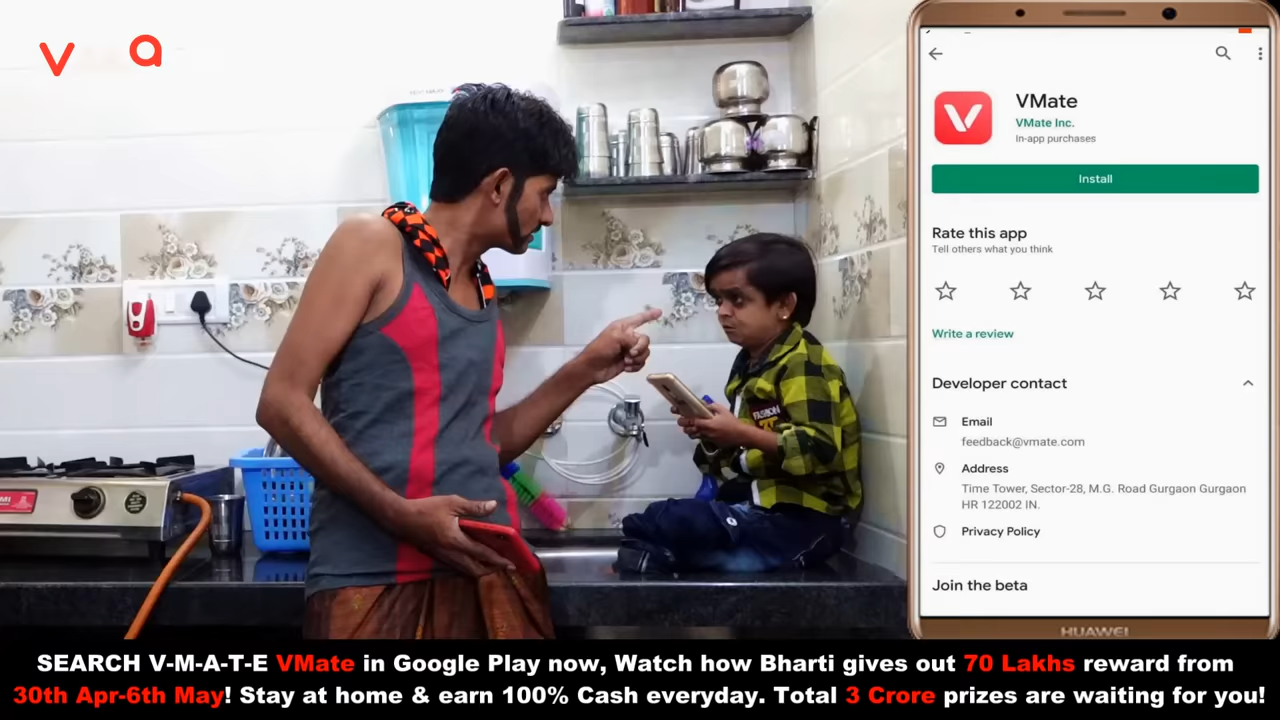 V a
VMate
VMate Inc.
In-app purchases
Install
Rate this app
Tell others what you think
Write a review
Developer contact
Email
feedback@vmate.com
Address
Time Tower, Sector-28, M.G. Road Gurgaon Gurgaon
HR 122002 IN.
Privacy Policy
Join the beta
HUAWEI
FASHION
SEARCH V-M-A-T-E VMate in Google Play now, Watch how Bharti gives out 70 Lakhs reward from
30th Apr-6th May! Stay at home & earn 100% Cash everyday. Total 3 Crore prizes are waiting for you!